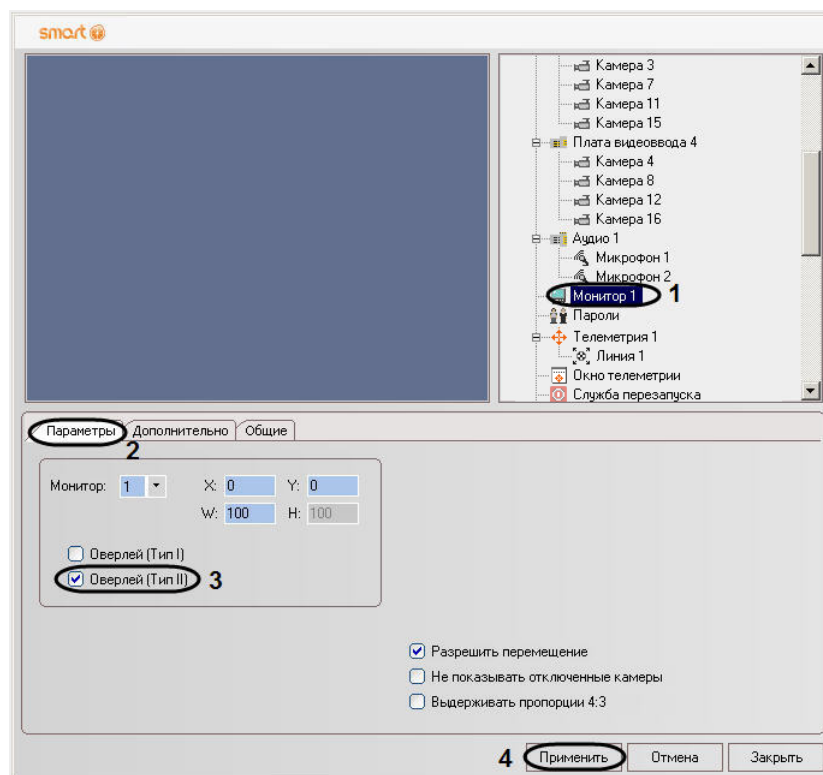 smart
Камера 3
Камера 7
Камера 11
Камера 15
Плата видеоввода 4
Камера 4
Камера 8
Камера 12
Камера 16
Аудио 1
Микрофон 1
Микрофон 2
Монитор 1 1
Пароли
Телеметрия 1
Линия 1
Окно телеметрии
Служба перезапуска
Параметры Дополнительно Общие
2
Монитор: 1 X: 0 Y: 0
W: 100 H: 100
Оверлей (Тип I)
Оверлей (Тип II) 3
Разрешить перемещение
Не показывать отключенные камеры
Выдерживать пропорции 4:3
4 Применить Отмена Закрыть